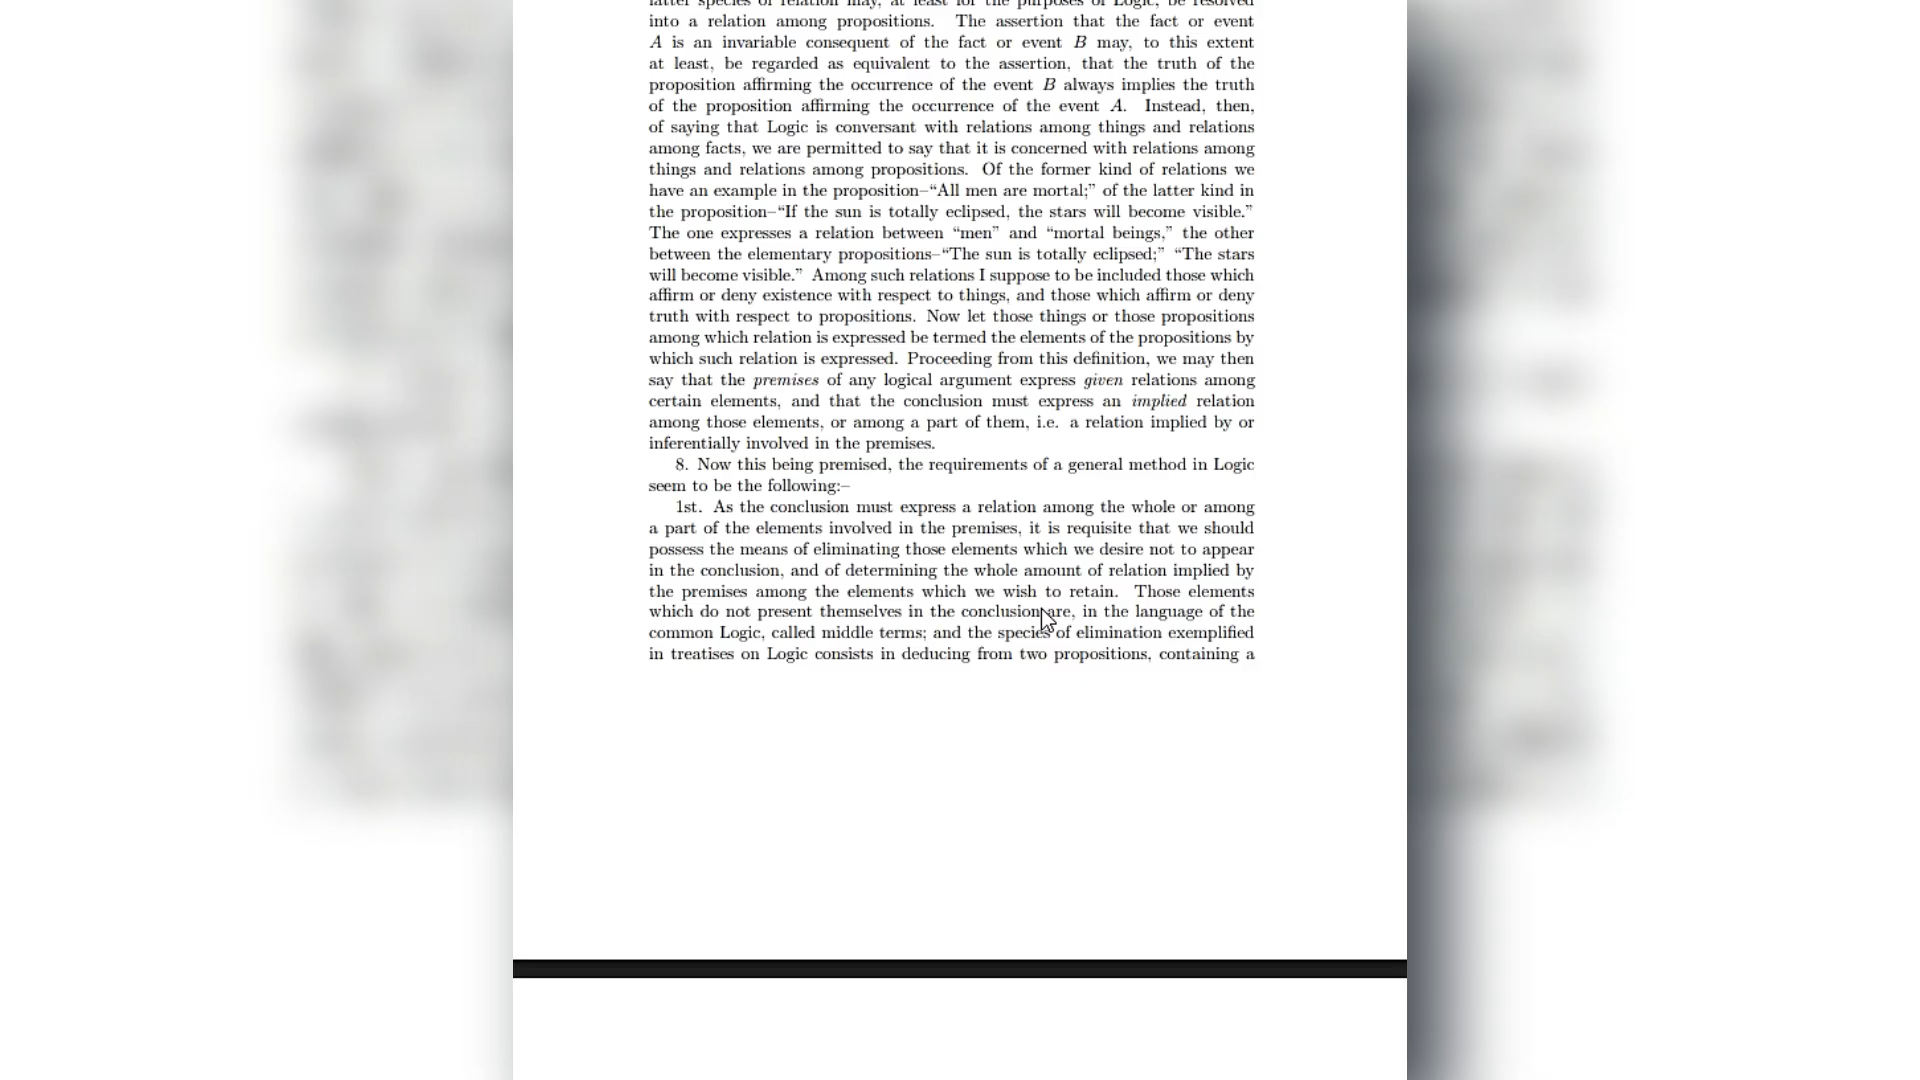 latter species of relation may, at least for the purposes of Logic, be resolved
into a relation among propositions. The assertion that the fact or event
A is an invariable consequent of the fact or event B may, to this extent
at least, be regarded as equivalent to the assertion, that the truth of the
proposition affirming the occurrence of the event B always implies the truth
of the proposition affirming the occurrence of the event A. Instead, then,
of saying that Logic is conversant with relations among things and relations
among facts, we are permitted to say that it is concerned with relations among
things and relations among propositions. Of the former kind of relations we
have an example in the proposition–“All men are mortal;” of the latter kind in
the proposition–“If the sun is totally eclipsed, the stars will become visible.”
The one expresses a relation between “men” and “mortal beings,” the other
between the elementary propositions–“The sun is totally eclipsed;” “The stars
will become visible.” Among such relations I suppose to be included those which
affirm or deny existence with respect to things, and those which affirm or deny
truth with respect to propositions. Now let those things or those propositions
among which relation is expressed be termed the elements of the propositions by
which such relation is expressed. Proceeding from this definition, we may then
say that the premises of any logical argument express given relations among
certain elements, and that the conclusion must express an implied relation
among those elements, or among a part of them, i.e. a relation implied by or
inferentially involved in the premises.
8. Now this being premised, the requirements of a general method in Logic
seem to be the following:–
1st. As the conclusion must express a relation among the whole or among
a part of the elements involved in the premises, it is requisite that we should
possess the means of eliminating those elements which we desire not to appear
in the conclusion, and of determining the whole amount of relation implied by
the premises among the elements which we wish to retain. Those elements
which do not present themselves in the conclusion are, in the language of the
common Logic, called middle terms; and the species of elimination exemplified
in treatises on Logic consists in deducing from two propositions, containing a